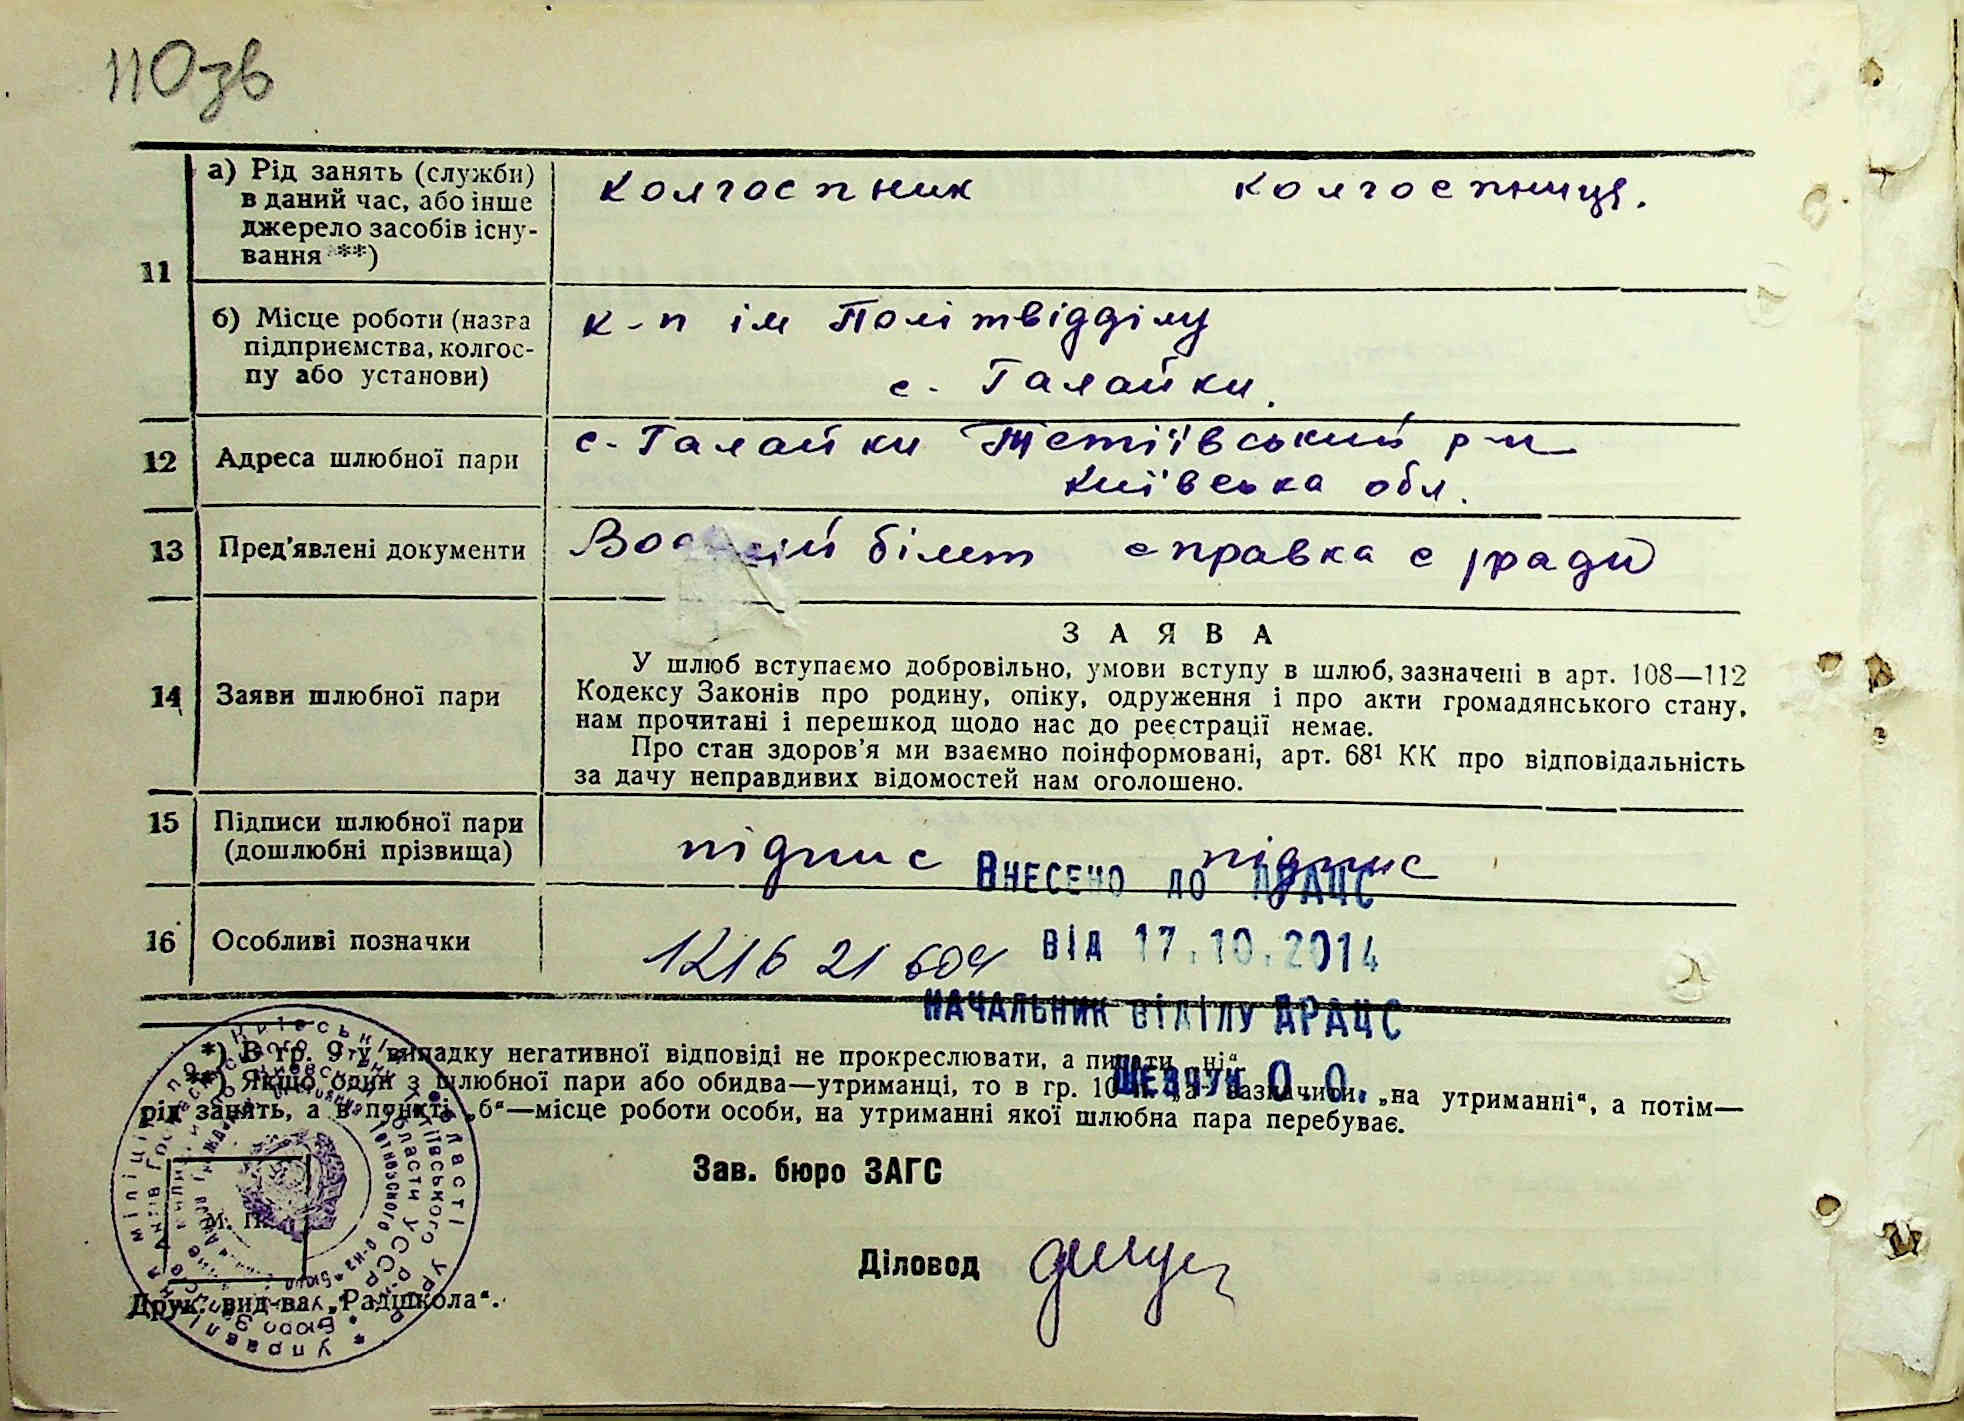 110зв
11
а) Рід занять (служби)
в даний час, або інше
джерело засобів існу-
вання **)
колгоспник колгоспниця.
б) Місце роботи (назва
підприємства, колгос-
пу або установи)
к-п ім Політвідділу
с. Галайки.
12 Адреса шлюбної пари
с. Галайки Тетіївський р-н
Київська обл.
13 Пред'явлені документи
білет справка с ради
14 Заяви шлюбної пари
ЗАЯВА
У шлюб вступаємо добровільно, умови вступу в шлюб, зазначені в арт. 108—112
Кодексу Законів про родину, опіку, одруження і про акти громадянського стану,
нам прочитані і перешкод щодо нас до реєстрації немає.
Про стан здоров'я ми взаємно поінформовані, арт. 68¹ КК про відповідальність
за дачу неправдивих відомостей нам оголошено.
15 Підписи шлюбної пари
(дошлюбні прізвища)
підпис підпис
Внесено до ДРАЦС
16 Особливі позначки
від 17.10.2014
НАЧАЛЬНИК ВІДІЛУ ДРАЦС
*) В гр. 9 у випадку негативної відповіді не прокреслювати, а писати „ні“.
**) Якщо один з шлюбної пари або обидва—утриманці, то в гр. 10 зазначити „на утриманні“, а потім—
Шевчук О.О.
рід занять, а в пункті „б“—місце роботи особи, на утриманні якої шлюбна пара перебуває.
Зав. бюро ЗАГС
М. П.
Діловод
Друк. вид-ва „Радшкола“.